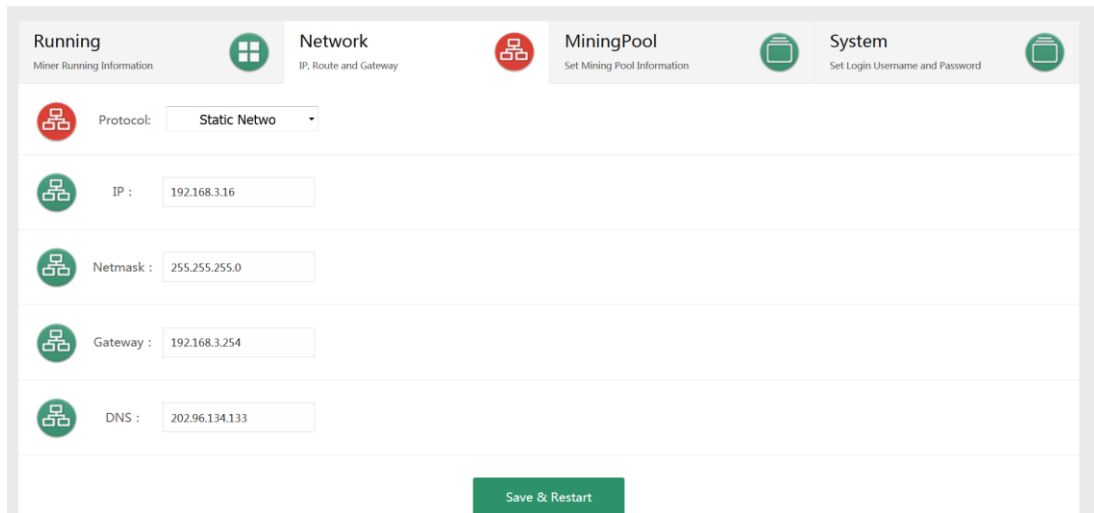 Running
Miner Running Information
Network
IP, Route and Gateway
MiningPool
Set Mining Pool Information
System
Set Login Username and Password
Protocol: Static Netwo
IP : 192.168.3.16
Netmask : 255.255.255.0
Gateway : 192.168.3.254
DNS : 202.96.134.133
Save & Restart